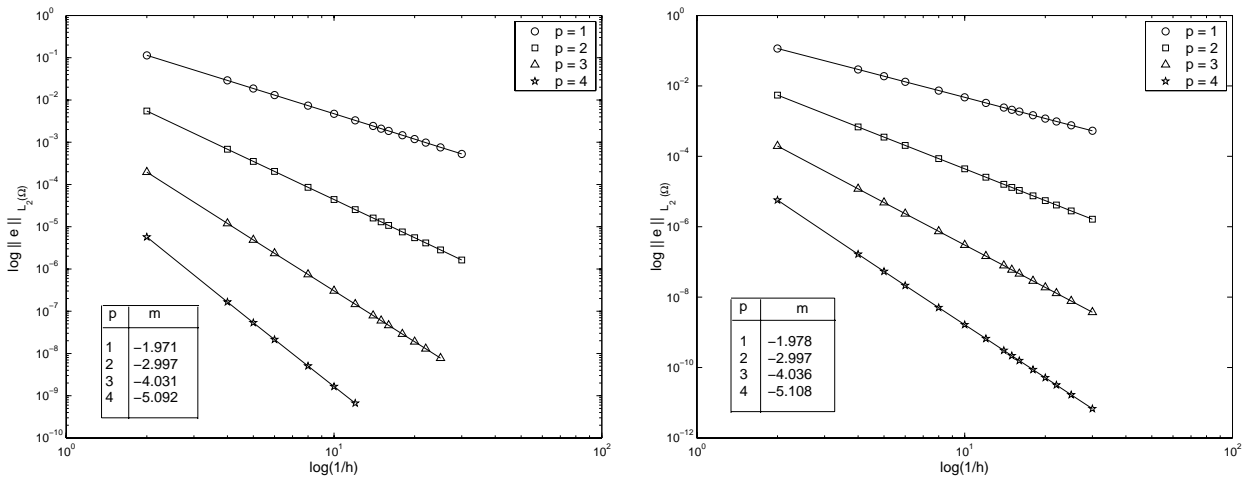 10^0
10^−1
10^−2
10^−3
10^−4
10^−5
10^−6
10^−7
10^−8
10^−9
10^−10
log || e ||_{L_2(Ω)}
p = 1
p = 2
p = 3
p = 4
p m
1 −1.971
2 −2.997
3 −4.031
4 −5.092
10^0 10^1 10^2
log(1/h)
10^0
10^−2
10^−4
10^−6
10^−8
10^−10
10^−12
log || e ||_{L_2(Ω)}
p = 1
p = 2
p = 3
p = 4
p m
1 −1.978
2 −2.997
3 −4.036
4 −5.108
10^0 10^1 10^2
log(1/h)